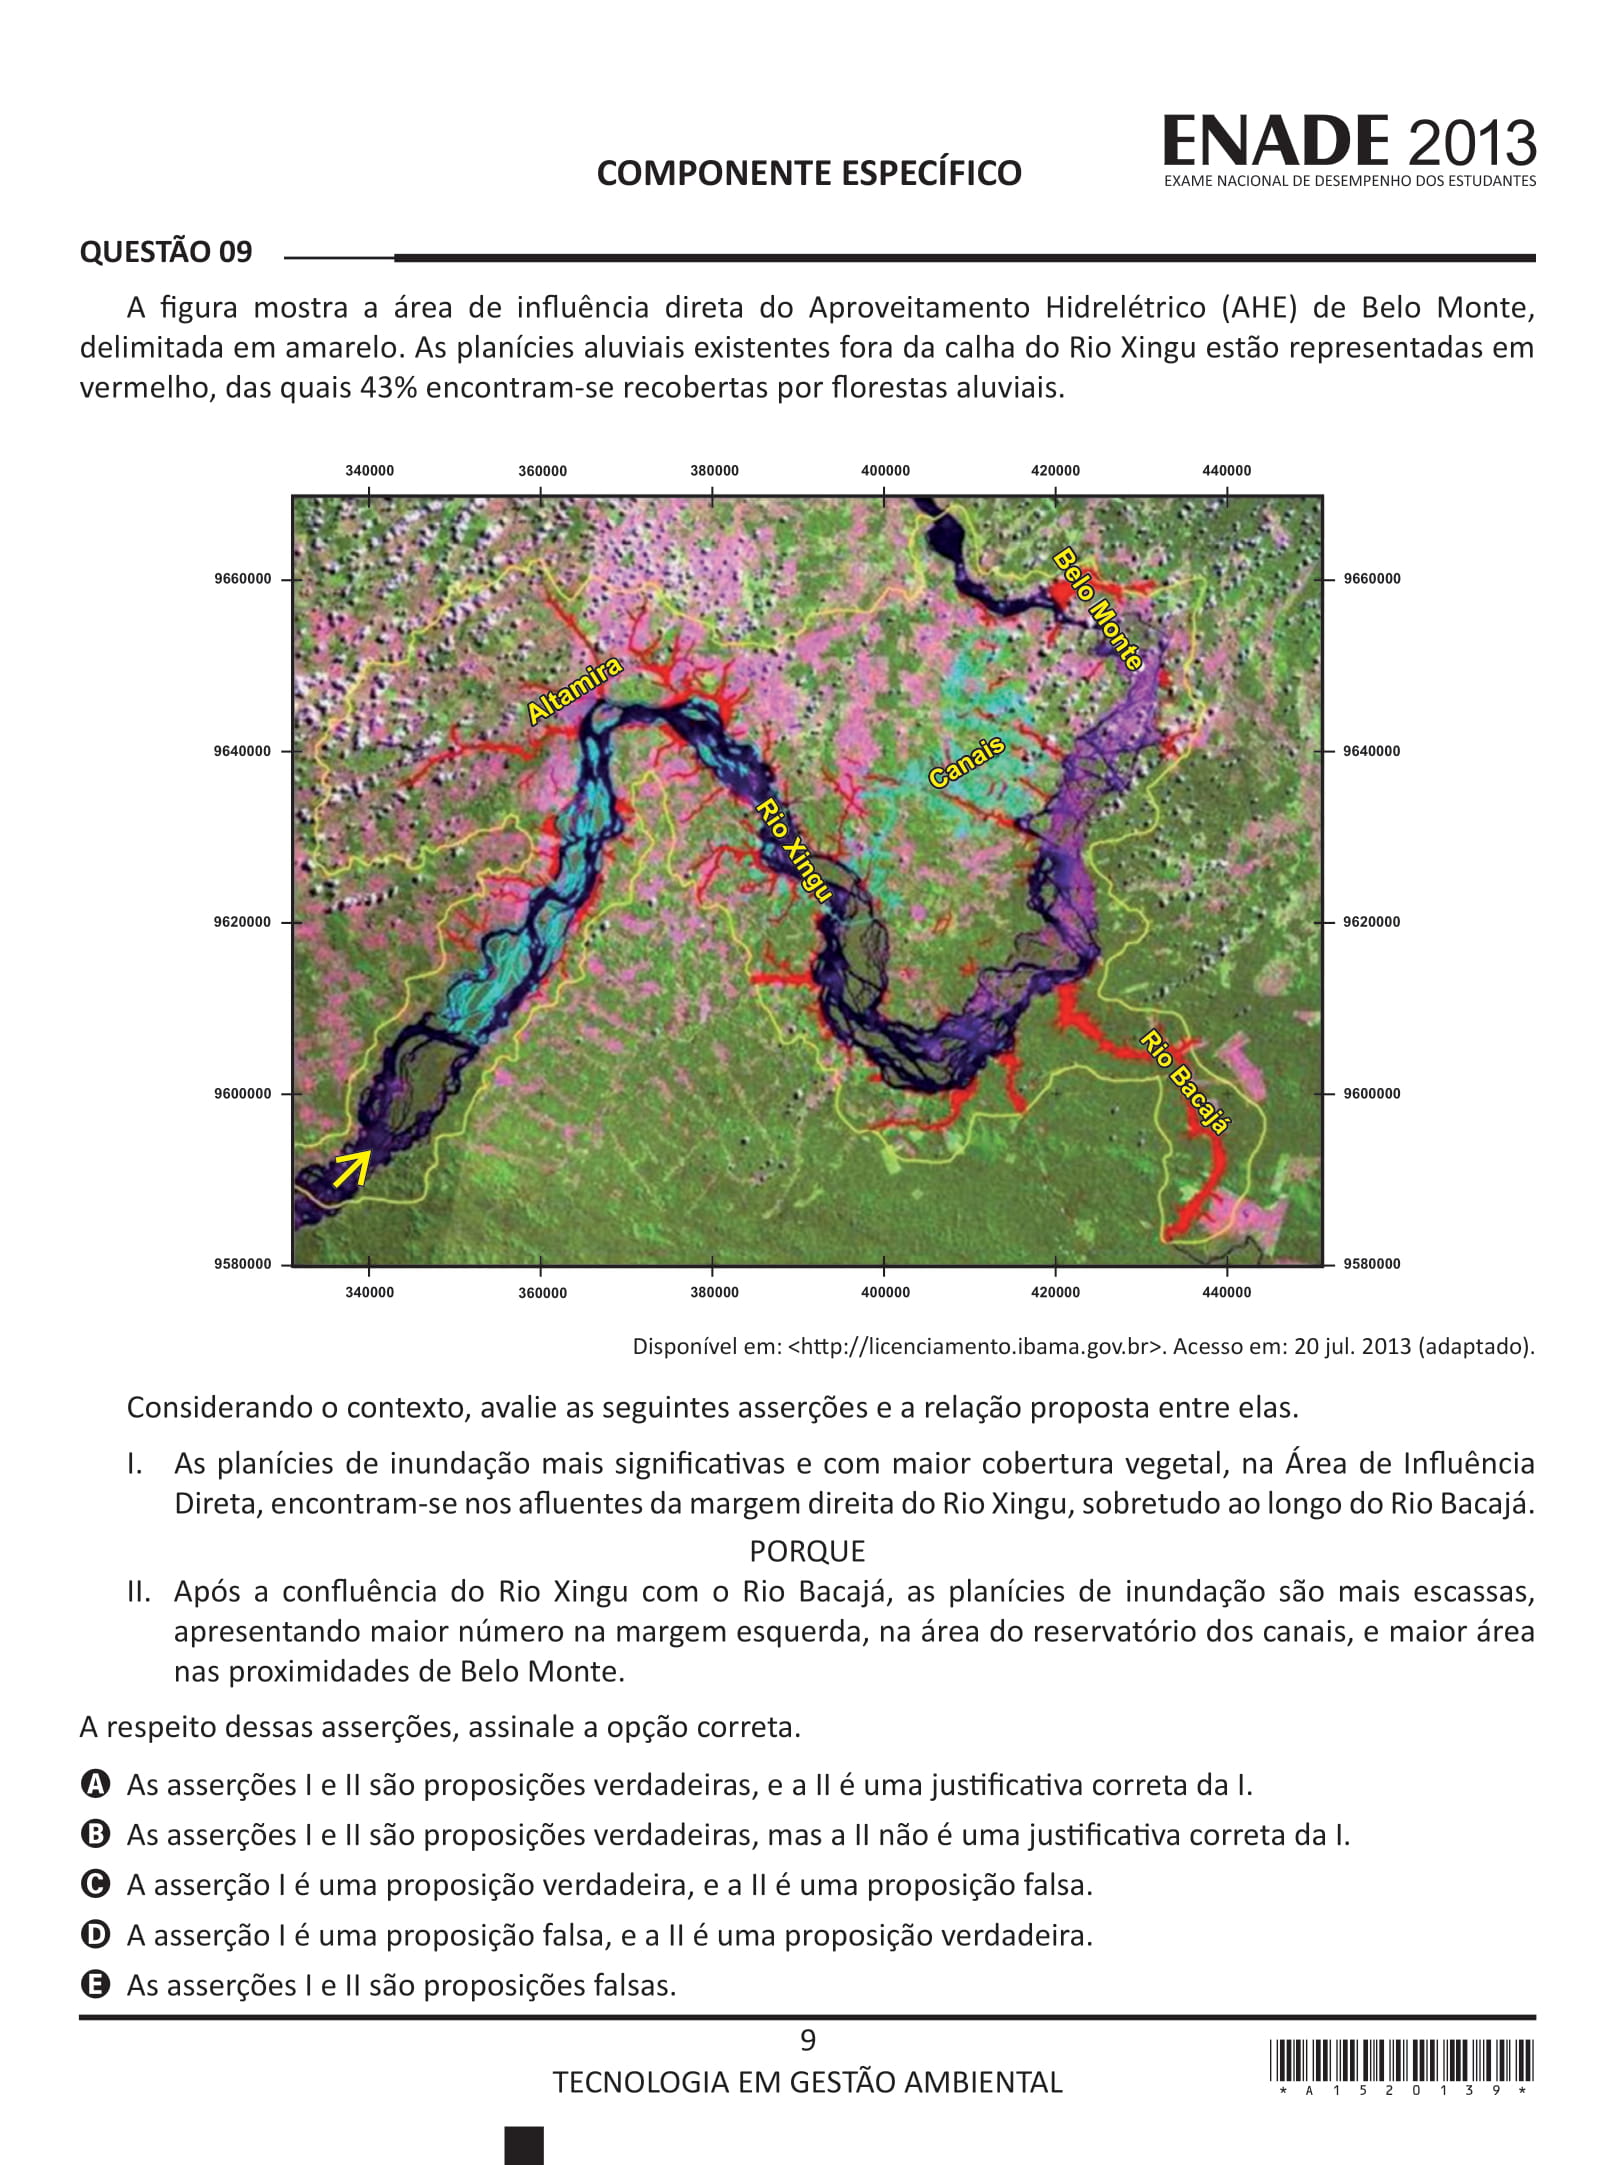 ENADE 2013
EXAME NACIONAL DE DESEMPENHO DOS ESTUDANTES
COMPONENTE ESPECÍFICO
QUESTÃO 09
A figura mostra a área de influência direta do Aproveitamento Hidrelétrico (AHE) de Belo Monte,
delimitada em amarelo. As planícies aluviais existentes fora da calha do Rio Xingu estão representadas em
vermelho, das quais 43% encontram-se recobertas por florestas aluviais.
340000 360000 380000 400000 420000 440000
9660000 9660000
Belo Monte
Altamira
9640000 9640000
Canais
Rio Xingu
9620000 9620000
Rio Bacajá
9600000 9600000
9580000 9580000
340000 360000 380000 400000 420000 440000
Disponível em: <http://licenciamento.ibama.gov.br>. Acesso em: 20 jul. 2013 (adaptado).
Considerando o contexto, avalie as seguintes asserções e a relação proposta entre elas.
I. As planícies de inundação mais significativas e com maior cobertura vegetal, na Área de Influência
Direta, encontram-se nos afluentes da margem direita do Rio Xingu, sobretudo ao longo do Rio Bacajá.
PORQUE
II. Após a confluência do Rio Xingu com o Rio Bacajá, as planícies de inundação são mais escassas,
apresentando maior número na margem esquerda, na área do reservatório dos canais, e maior área
nas proximidades de Belo Monte.
A respeito dessas asserções, assinale a opção correta.
A As asserções I e II são proposições verdadeiras, e a II é uma justificativa correta da I.
B As asserções I e II são proposições verdadeiras, mas a II não é uma justificativa correta da I.
C A asserção I é uma proposição verdadeira, e a II é uma proposição falsa.
D A asserção I é uma proposição falsa, e a II é uma proposição verdadeira.
E As asserções I e II são proposições falsas.
9
TECNOLOGIA EM GESTÃO AMBIENTAL
* A 1 5 2 0 1 3 9 *